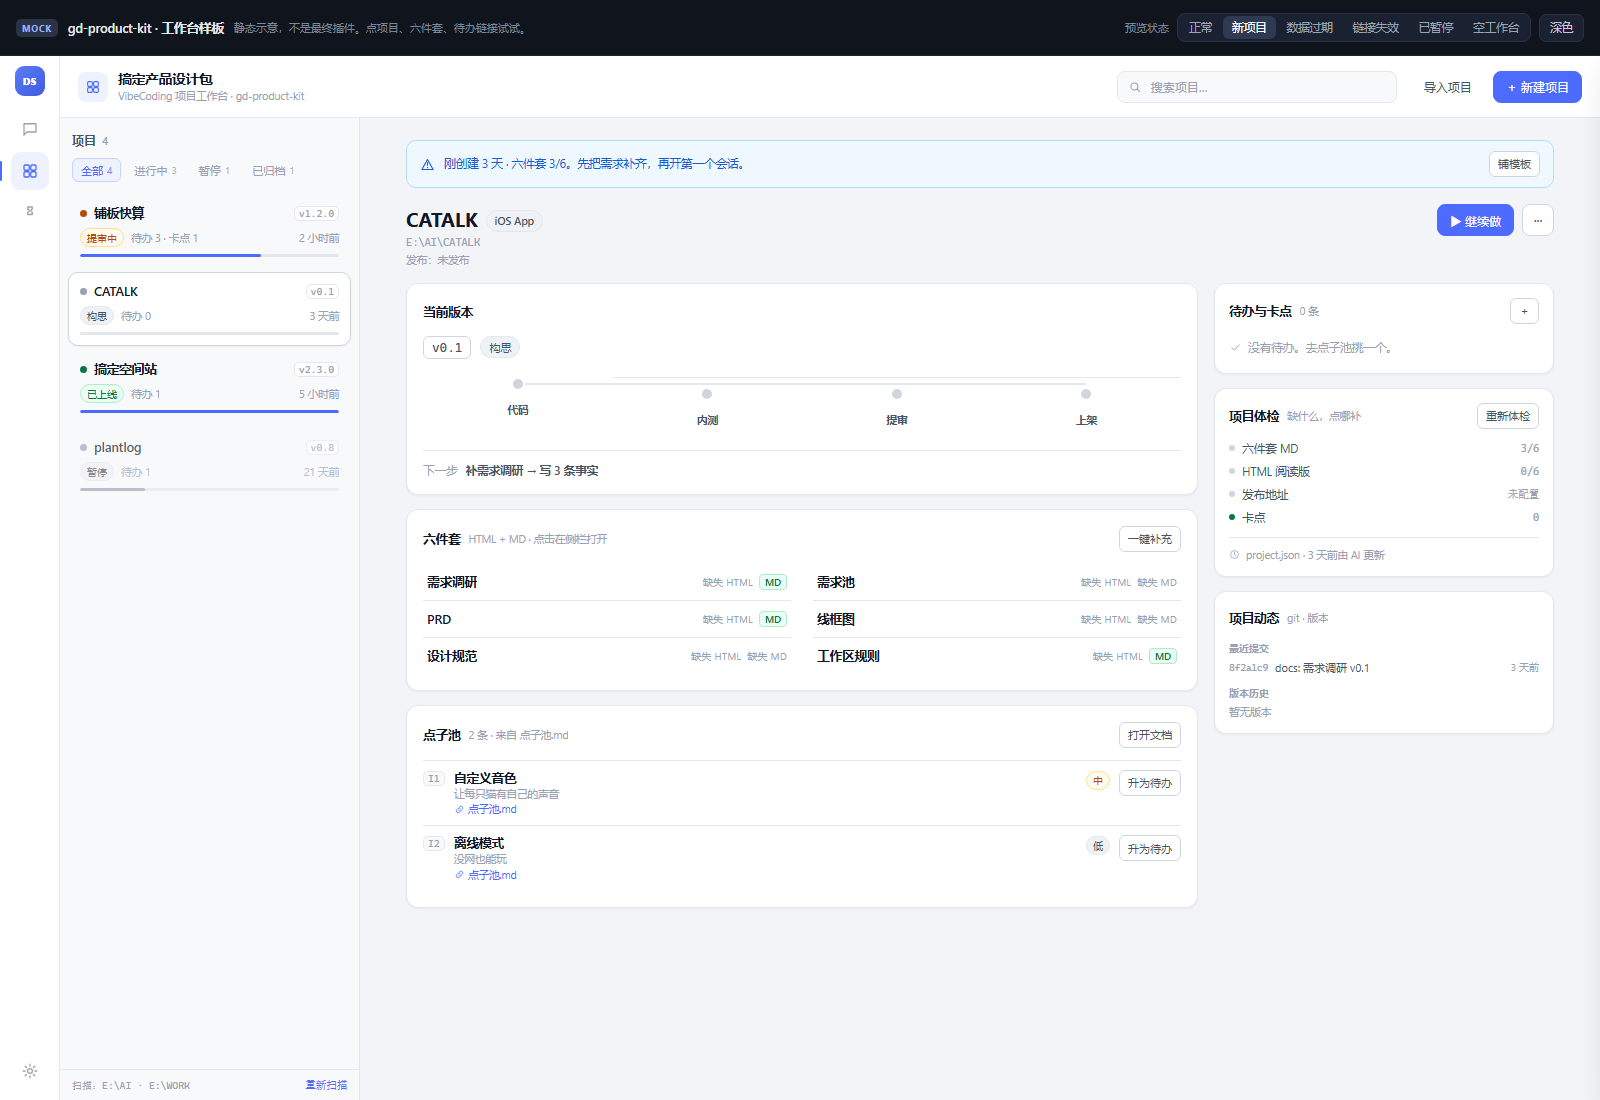 MOCK gd-product-kit · 工作台样板 静态示意，不是最终插件。点项目、六件套、待办链接试试。 预览状态 正常 新项目 数据过期 链接失效 已暂停 空工作台 深色
DS
搞定产品设计包
VibeCoding 项目工作台 · gd-product-kit
搜索项目...
导入项目
+ 新建项目
项目 4
全部 4 进行中 3 暂停 1 已归档 1
铺板快算 v1.2.0
提审中 待办 3 · 卡点 1 2 小时前
CATALK v0.1
构思 待办 0 3 天前
搞定空间站 v2.3.0
已上线 待办 1 5 小时前
plantlog v0.8
暂停 待办 1 21 天前
扫描: E:\AI · E:\WORK 重新扫描
刚创建 3 天 · 六件套 3/6。先把需求补齐，再开第一个会话。 铺模板
CATALK iOS App
E:\AI\CATALK
发布: 未发布
▶ 继续做 ...
当前版本
v0.1 构思
代码 内测 提审 上架
下一步 补需求调研 → 写 3 条事实
六件套 HTML + MD · 点击在侧栏打开 一键补充
需求调研 缺失 HTML MD
需求池 缺失 HTML 缺失 MD
PRD 缺失 HTML MD
线框图 缺失 HTML 缺失 MD
设计规范 缺失 HTML 缺失 MD
工作区规则 缺失 HTML MD
点子池 2 条 · 来自 点子池.md 打开文档
I1 自定义音色 中 升为待办
让每只猫有自己的声音
点子池.md
I2 离线模式 低 升为待办
没网也能玩
点子池.md
待办与卡点 0 条 +
没有待办。去点子池挑一个。
项目体检 缺什么，点哪补 重新体检
六件套 MD 3/6
HTML 阅读版 0/6
发布地址 未配置
卡点 0
project.json · 3 天前由 AI 更新
项目动态 git · 版本
最近提交
8f2a1c9 docs: 需求调研 v0.1 3 天前
版本历史
暂无版本